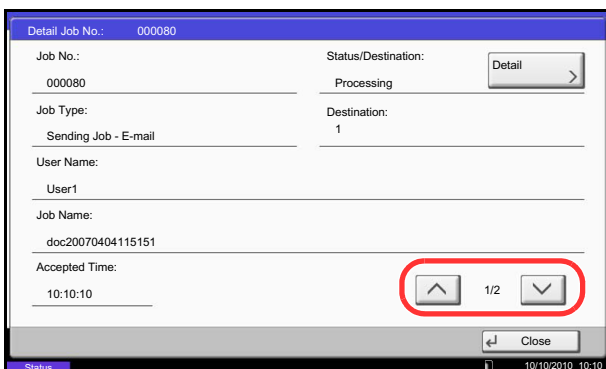 Detail Job No.: 000080
Job No.:
000080
Status/Destination:
Processing
Detail
Job Type:
Sending Job - E-mail
Destination:
1
User Name:
User1
Job Name:
doc20070404115151
Accepted Time:
10:10:10
1/2
Close
Status
10/10/2010 10:10